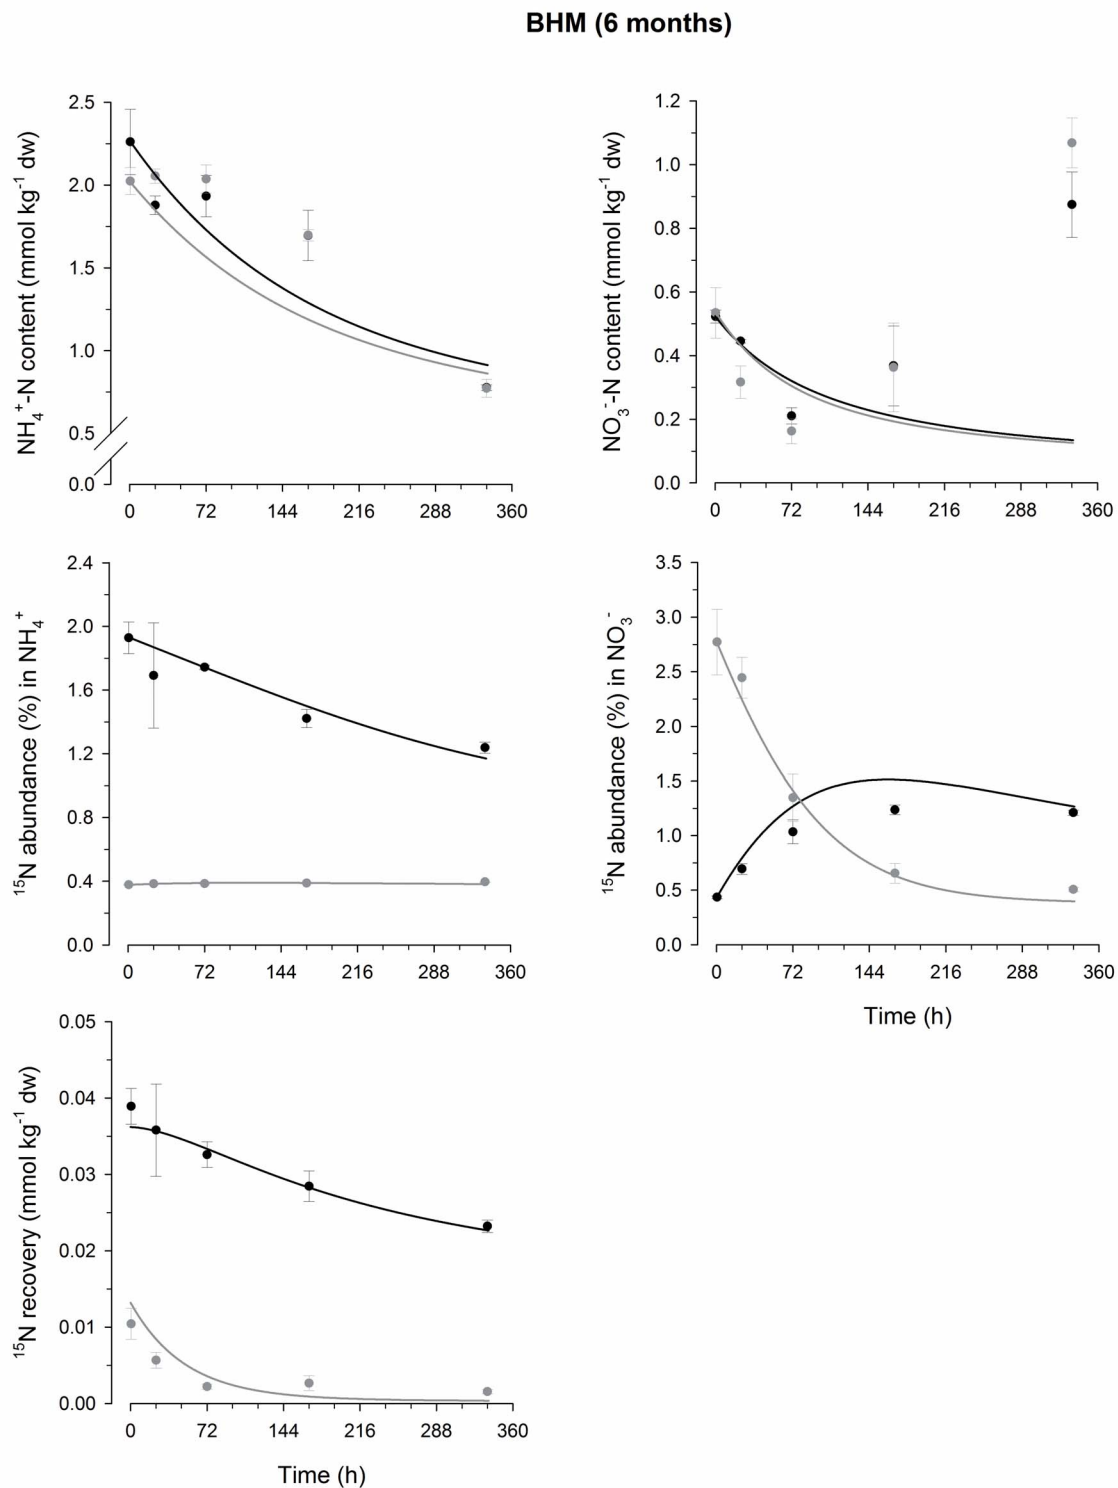 BHM (6 months)
NH₄⁺-N content (mmol kg⁻¹ dw)
2.5
2.0
1.5
1.0
0.5
0.0
0 72 144 216 288 360
NO₃⁻-N content (mmol kg⁻¹ dw)
1.2
1.0
0.8
0.6
0.4
0.2
0.0
0 72 144 216 288 360
¹⁵N abundance (%) in NH₄⁺
2.4
2.0
1.6
1.2
0.8
0.4
0.0
0 72 144 216 288 360
¹⁵N abundance (%) in NO₃⁻
3.5
3.0
2.5
2.0
1.5
1.0
0.5
0.0
0 72 144 216 288 360
Time (h)
¹⁵N recovery (mmol kg⁻¹ dw)
0.05
0.04
0.03
0.02
0.01
0.00
0 72 144 216 288 360
Time (h)